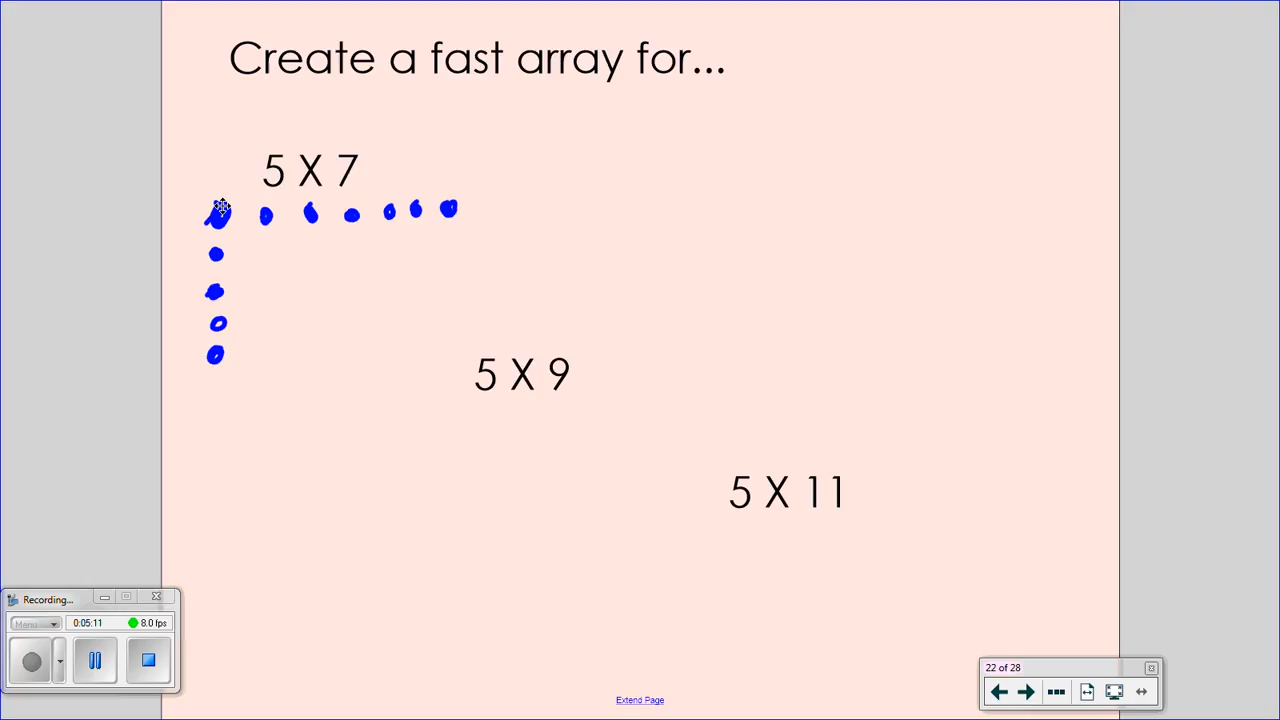 Create a fast array for...
5 X 7
5 X 9
5 X 11
Recording...
Menu
0:05:11
8.0 fps
22 of 28
Extend Page